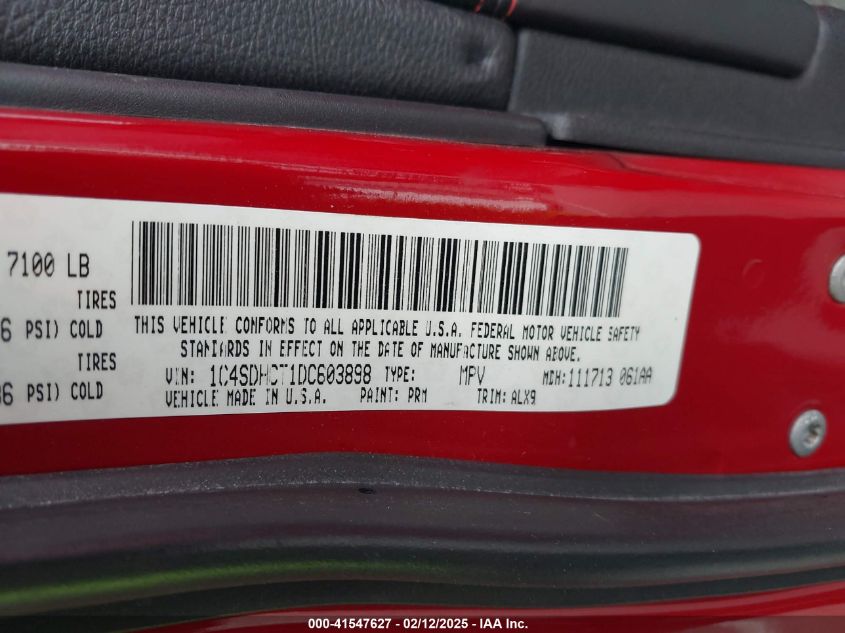 7100 LB
TIRES
6 PSI) COLD
TIRES
36 PSI) COLD
THIS VEHICLE CONFORMS TO ALL APPLICABLE U.S.A. FEDERAL MOTOR VEHICLE SAFETY
STANDARDS IN EFFECT ON THE DATE OF MANUFACTURE SHOWN ABOVE.
VIN: 1C4SDHCT1DC603898 TYPE: MPV MDH:111713 061AA
VEHICLE MADE IN U.S.A. PAINT: PRM TRIM: ALX9
000-41547627 - 02/12/2025 - IAA Inc.